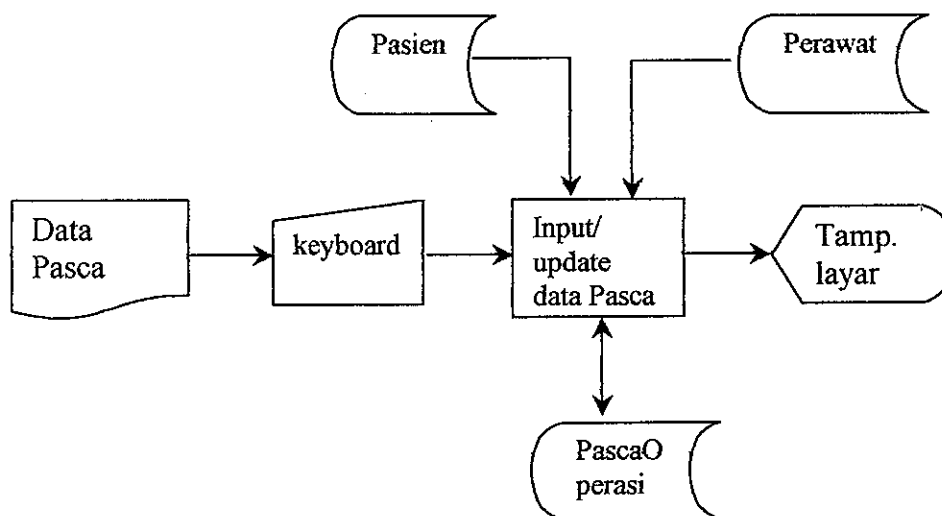 Pasien
Perawat
Data
Pasca
keyboard
Input/
update
data Pasca
Tamp.
layar
PascaO
perasi